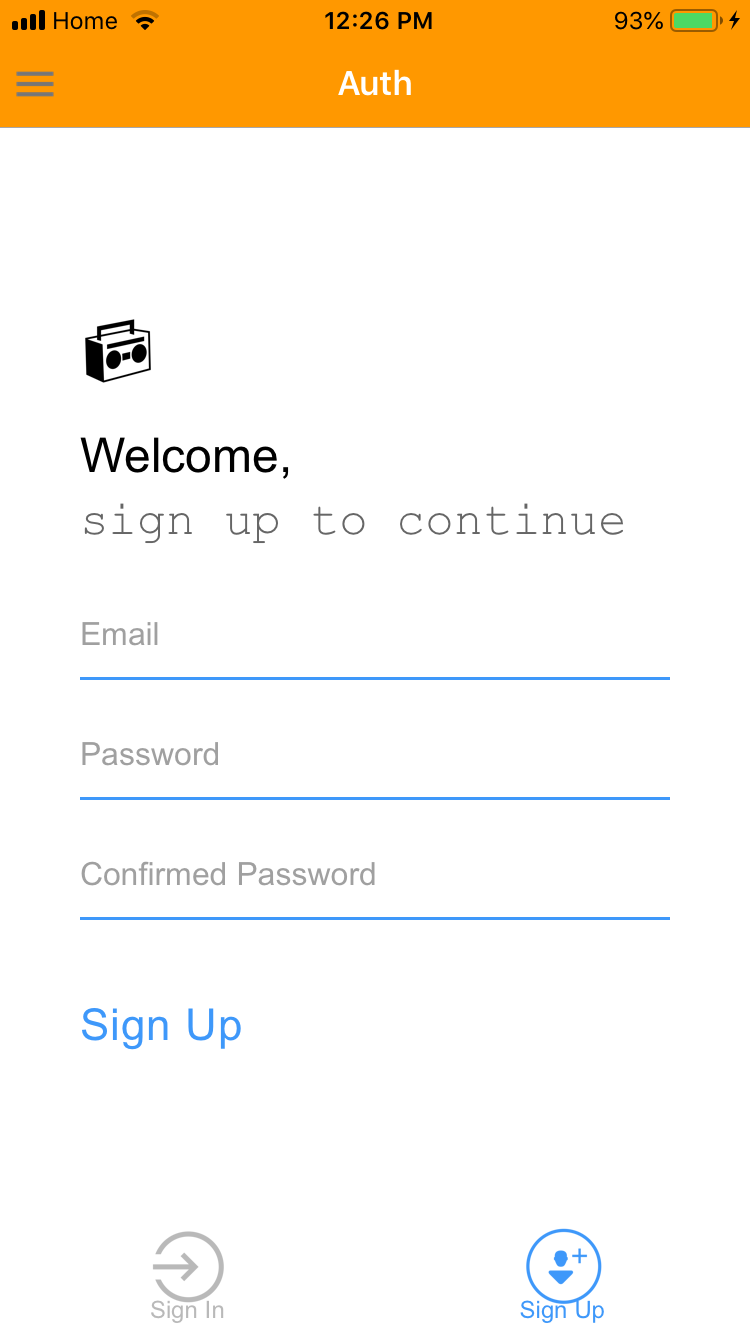 Home 12:26 PM 93%
Auth
Welcome,
sign up to continue
Email
Password
Confirmed Password
Sign Up
Sign In Sign Up